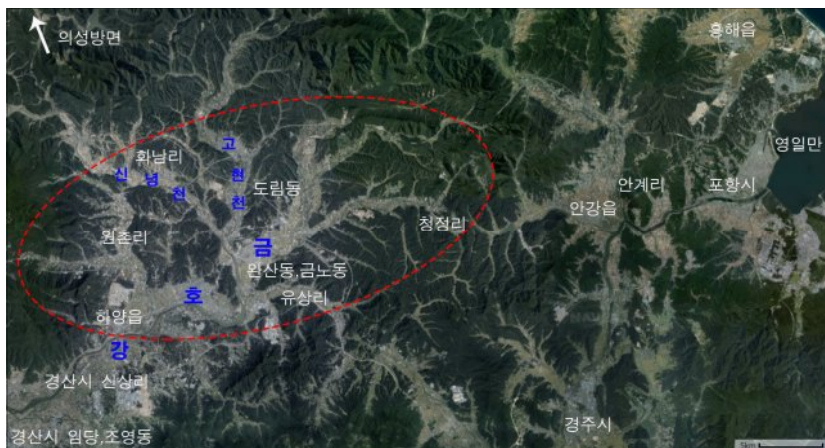 흥해읍
의성방면
영일만
고
화남리
신
녕
현
천
도림동
천
안계리
포항시
안강읍
청정리
원촌리
금
완산동,금노동
호
유상리
하양읍
강
경산시 신상리
경주시
경산시 임당,조영동
5km